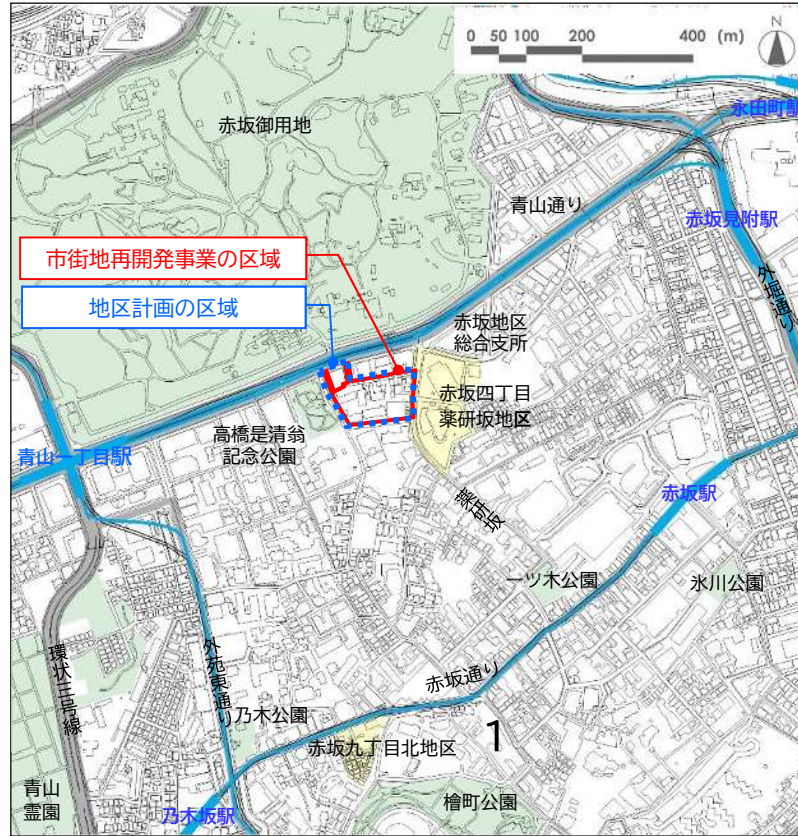 0 50 100 200 400 (m)
N
赤坂御用地
永田町駅
青山通り
赤坂見附駅
市街地再開発事業の区域
外堀通り
地区計画の区域
赤坂地区
総合支所
赤坂四丁目
薬研坂地区
高橋是清翁
記念公園
青山一丁目駅
薬研坂
赤坂駅
一ツ木公園
氷川公園
環状三号線
外苑東通り
赤坂通り
乃木公園
1
赤坂九丁目北地区
青山
霊園
檜町公園
乃木坂駅